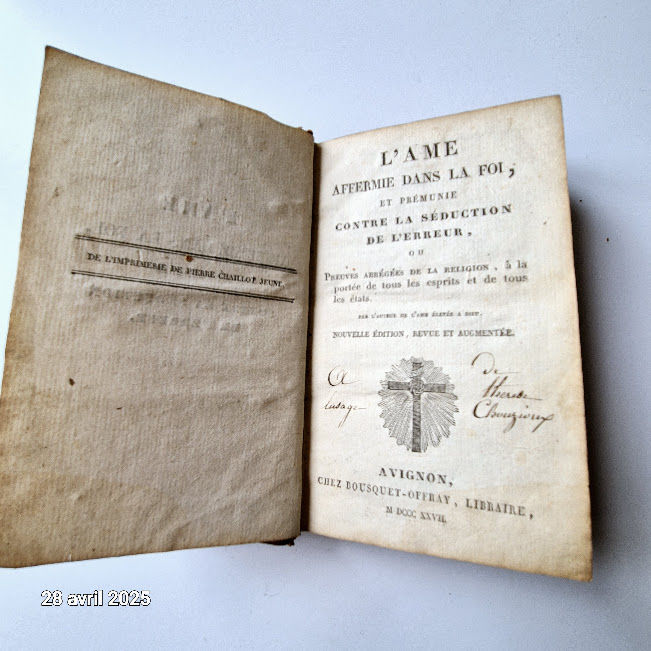 DE L'IMPRIMERIE DE PIERRE CHAILLOT JEUNE.
L'AME
AFFERMIE DANS LA FOI,
ET PRÉMUNIE
CONTRE LA SÉDUCTION
DE L'ERREUR,
OU
PREUVES ABRÉGÉES DE LA RELIGION, à la
portée de tous les esprits et de tous
les états.
PAR L'AUTEUR DE L'AME ÉLEVÉE A DIEU.
NOUVELLE ÉDITION, REVUE ET AUGMENTÉE.
A de
lusage therese
Chouzioux
AVIGNON,
CHEZ BOUSQUET-OFFRAY, LIBRAIRE,
M DCCC XXVII.
28 avril 2025